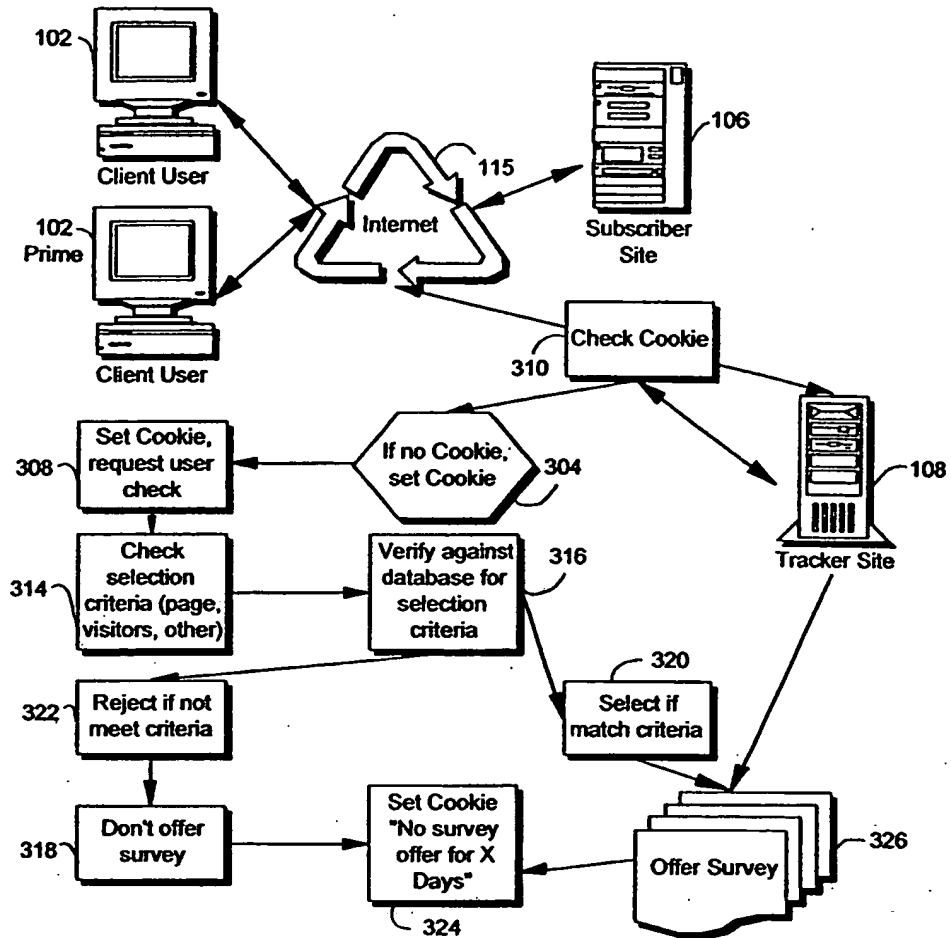 102
Client User
102
Prime
Client User
115
Internet
106
Subscriber
Site
Check Cookie
310
Set Cookie,
request user
check
308
If no Cookie,
set Cookie
304
108
Tracker Site
Check
selection
criteria (page,
visitors, other)
314
Verify against
database for
selection
criteria
316
320
Select if
match criteria
Reject if not
meet criteria
322
Don't offer
survey
318
Set Cookie
"No survey
offer for X
Days"
324
Offer Survey
326